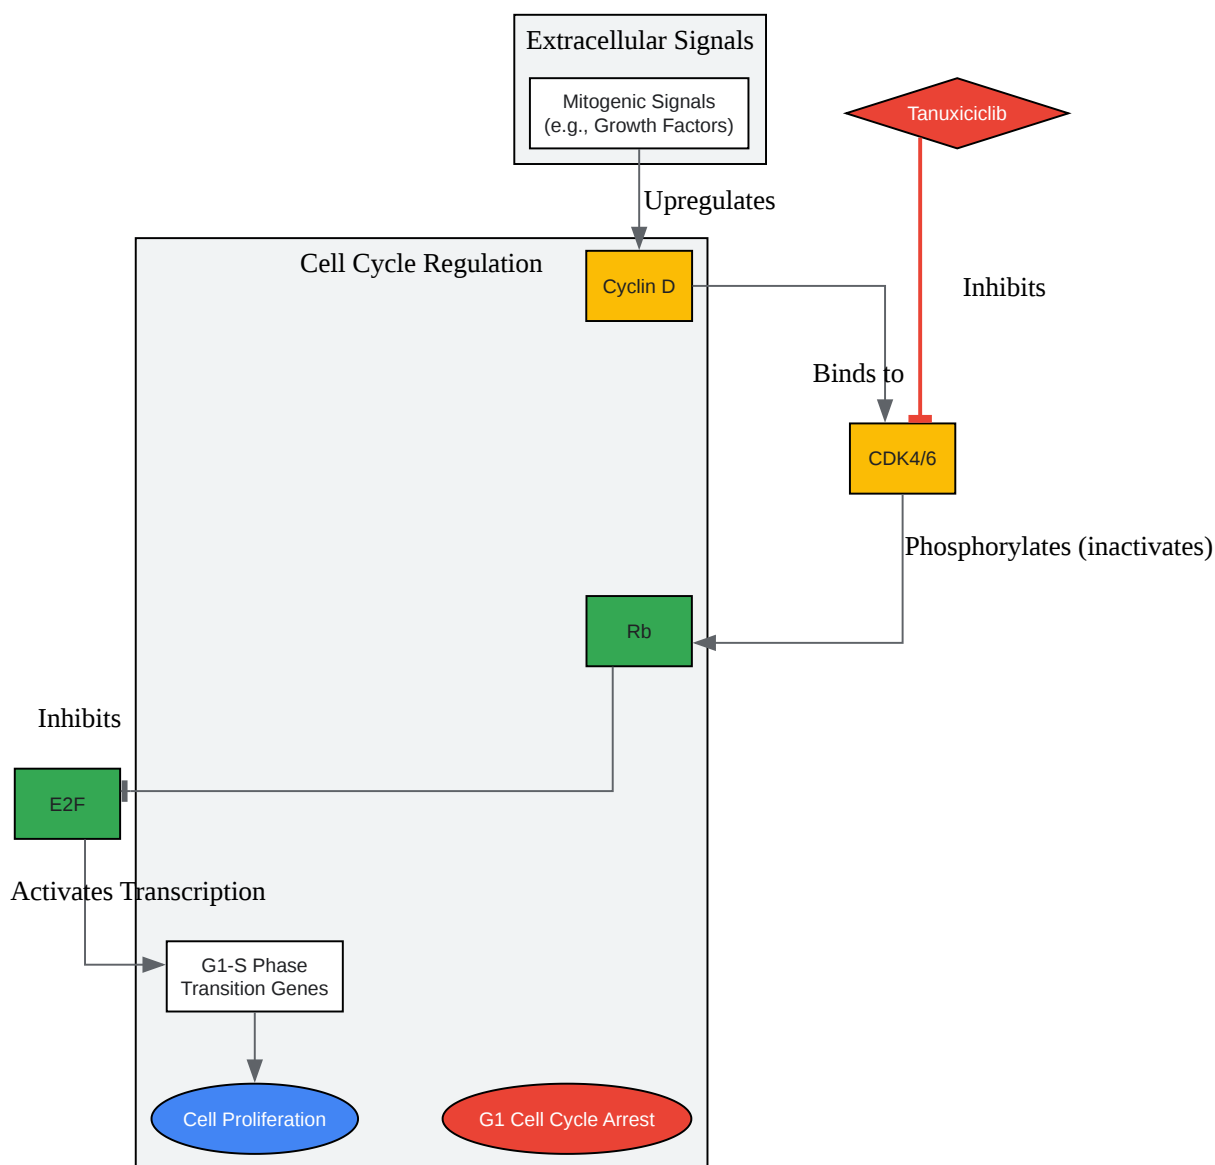 Extracellular Signals
Mitogenic Signals
(e.g., Growth Factors)
Tanuxiciclib
Upregulates
Cell Cycle Regulation
Cyclin D
Inhibits
Binds to
CDK4/6
Phosphorylates (inactivates)
Rb
Inhibits
E2F
Activates Transcription
G1-S Phase
Transition Genes
Cell Proliferation
G1 Cell Cycle Arrest